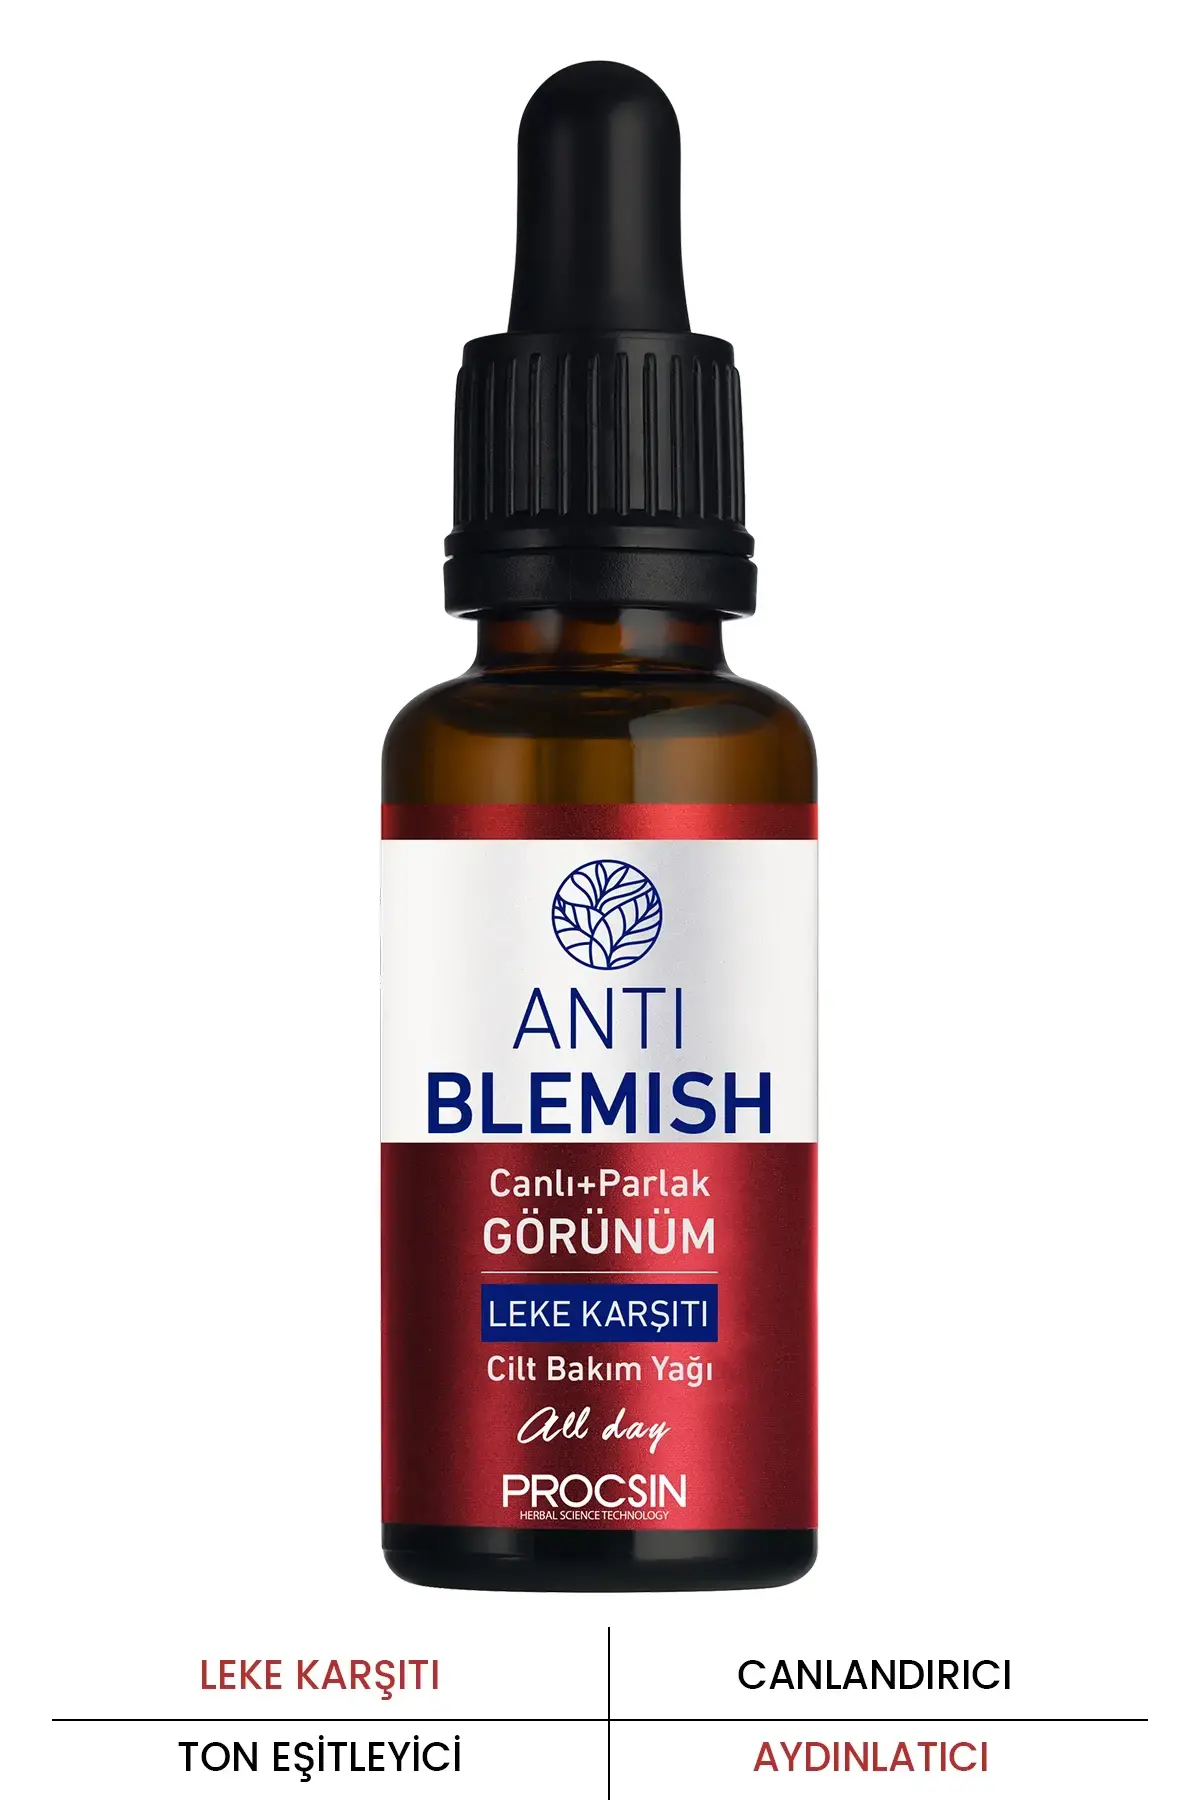 ANTI
BLEMISH
Canlı+Parlak
GÖRÜNÜM
LEKE KARŞITI
Cilt Bakım Yağı
All day
PROCSIN
HERBAL SCIENCE TECHNOLOGY
LEKE KARŞITI
CANLANDIRICI
TON EŞİTLEYİCİ
AYDINLATICI